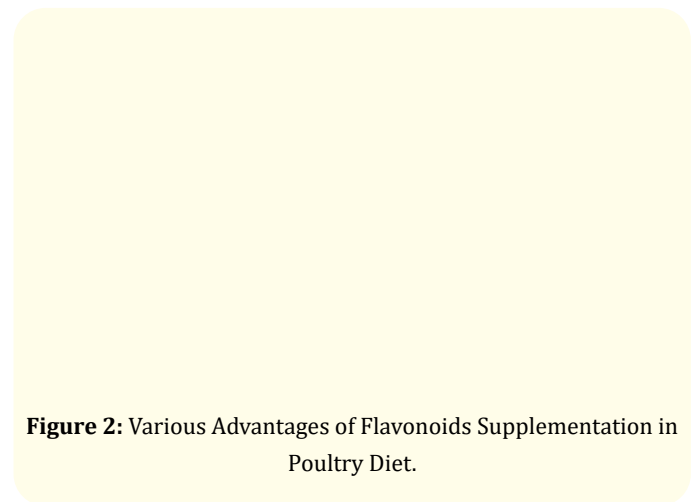 Figure 2: Various Advantages of Flavonoids Supplementation in
Poultry Diet.